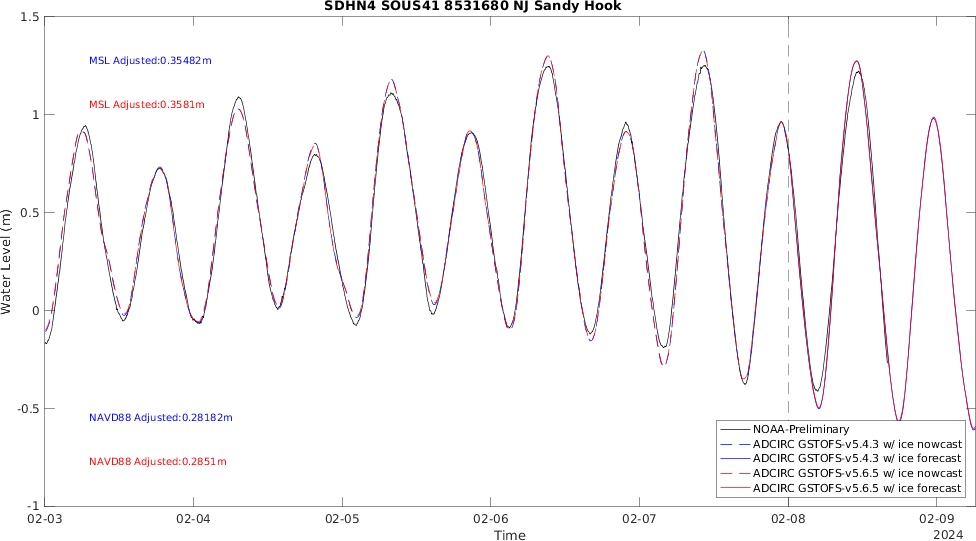 SDHN4 SOUS41 8531680 NJ Sandy Hook
1.5
1
0.5
0
-0.5
-1
Water Level (m)
MSL Adjusted:0.35482m
MSL Adjusted:0.3581m
NAVD88 Adjusted:0.28182m
NAVD88 Adjusted:0.2851m
NOAA-Preliminary
ADCIRC GSTOFS-v5.4.3 w/ ice nowcast
ADCIRC GSTOFS-v5.4.3 w/ ice forecast
ADCIRC GSTOFS-v5.6.5 w/ ice nowcast
ADCIRC GSTOFS-v5.6.5 w/ ice forecast
02-03 02-04 02-05 02-06 02-07 02-08 02-09
Time
2024